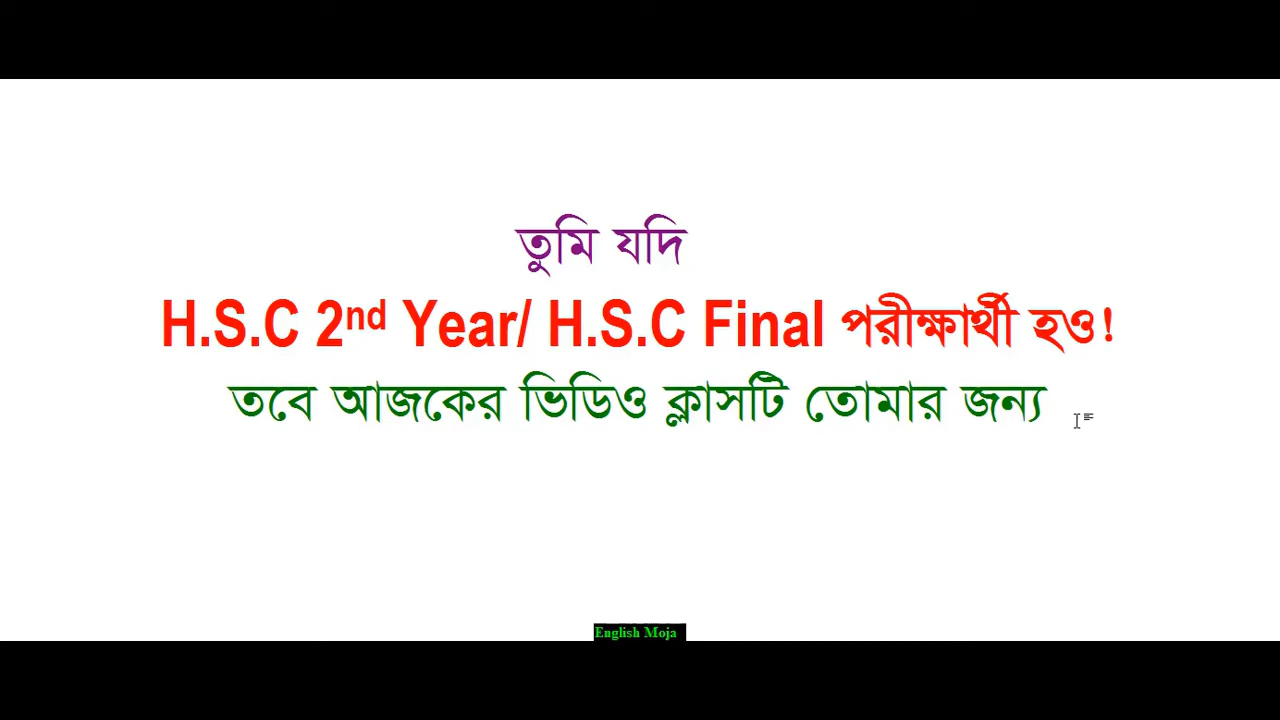 তুমি যদি
H.S.C 2nd Year/ H.S.C Final পরীক্ষার্থী হও!
তবে আজকের ভিডিও ক্লাসটি তোমার জন্য
English Moja